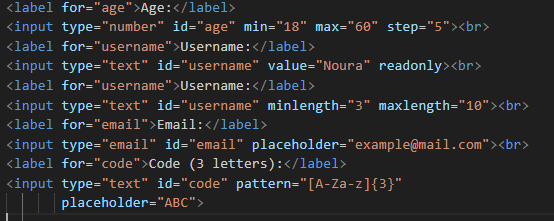 <label for="age">Age:</label>
<input type="number" id="age" min="18" max="60" step="5"><br>
<label for="username">Username:</label>
<input type="text" id="username" value="Noura" readonly><br>
<label for="username">Username:</label>
<input type="text" id="username" minlength="3" maxlength="10"><br>
<label for="email">Email:</label>
<input type="email" id="email" placeholder="example@mail.com"><br>
<label for="code">Code (3 letters):</label>
<input type="text" id="code" pattern="[A-Za-z]{3}"
placeholder="ABC">